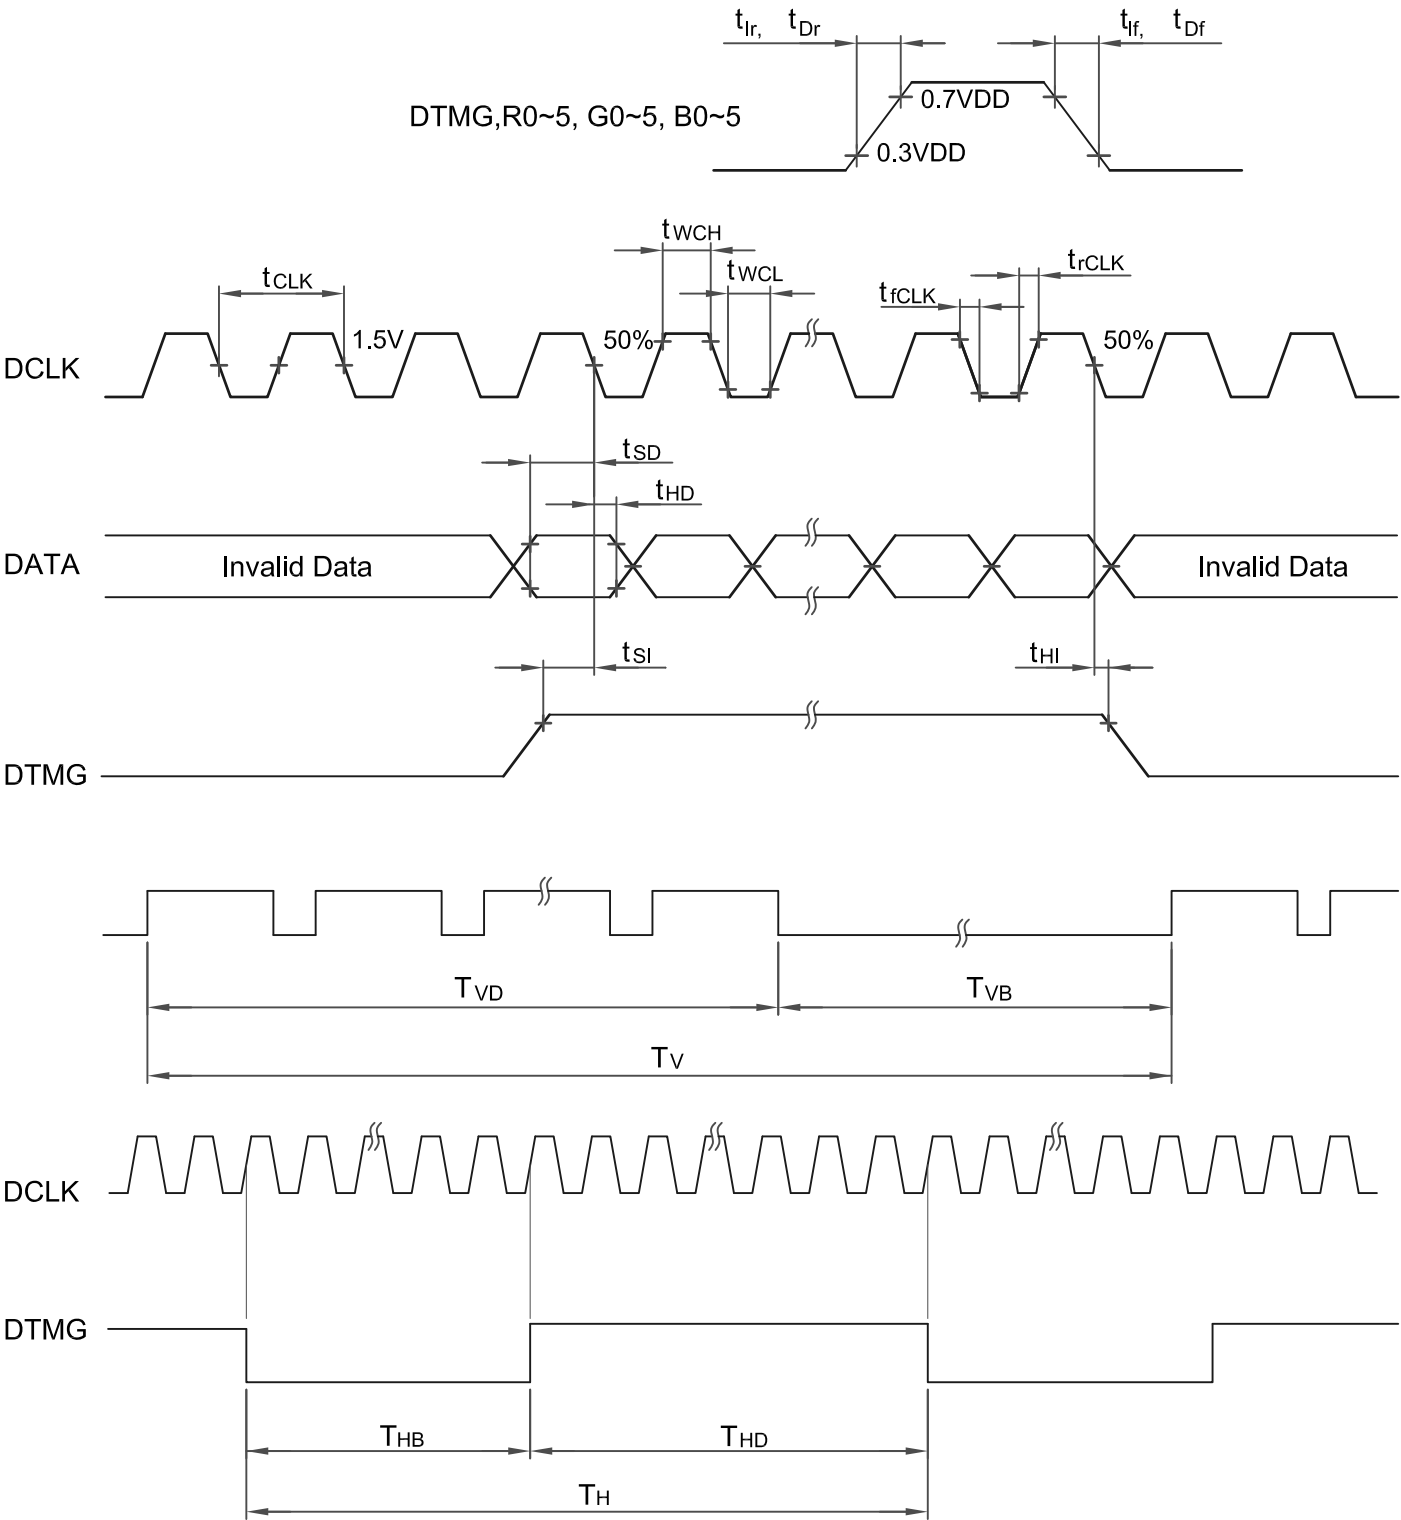 tIr, tDr tIf, tDf
DTMG,R0~5, G0~5, B0~5
0.7VDD
0.3VDD
tWCH
tCLK tWCL tfCLK trCLK
DCLK 1.5V 50% 50%
tSD
tHD
DATA Invalid Data Invalid Data
tSI tHI
DTMG
TVD TVB
TV
DCLK
DTMG
THB THD
TH